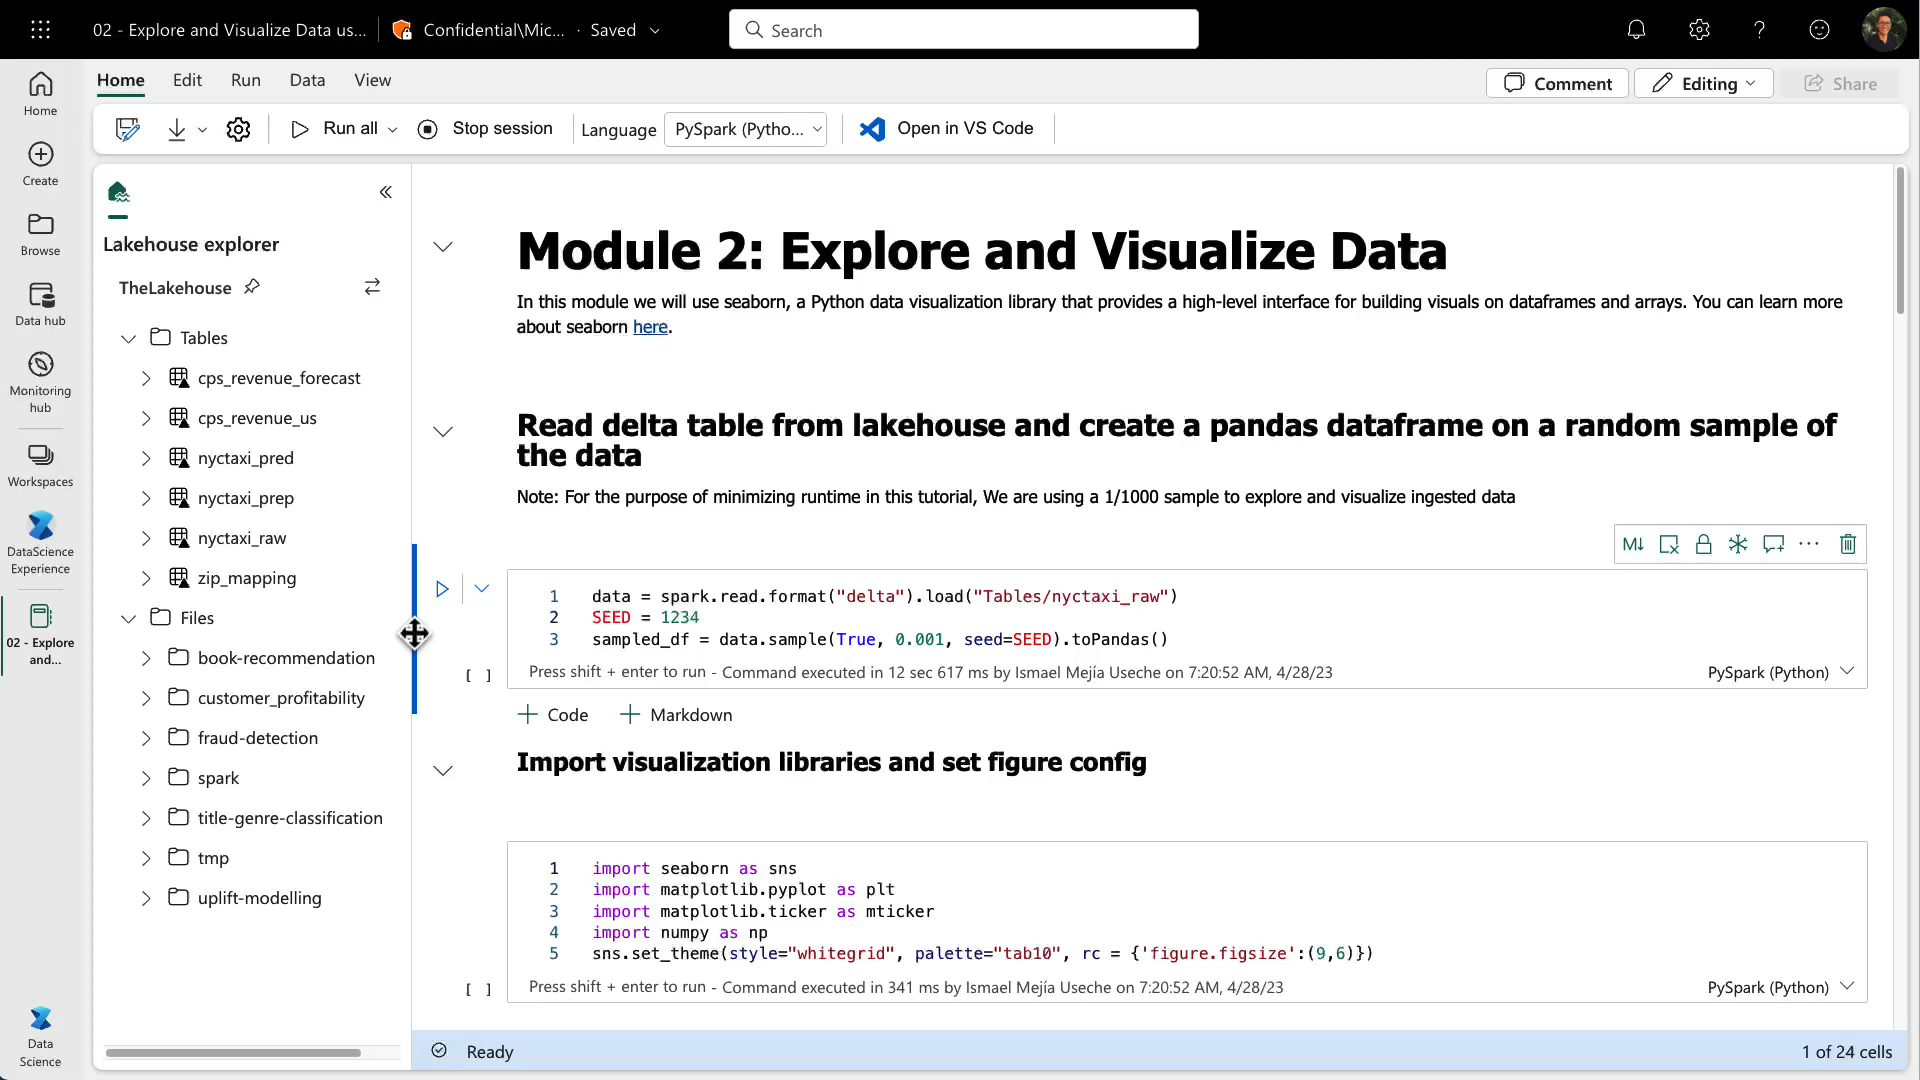 02 - Explore and Visualize Data us...
Confidential\Mic... · Saved
Search
Home Edit Run Data View
Comment
Editing
Share
Run all
Stop session
Language
PySpark (Pytho...
Open in VS Code
Home
Create
Browse
Data hub
Monitoring
hub
Workspaces
DataScience
Experience
02 - Explore
and...
Data
Science
Lakehouse explorer
TheLakehouse
Tables
cps_revenue_forecast
cps_revenue_us
nyctaxi_pred
nyctaxi_prep
nyctaxi_raw
zip_mapping
Files
book-recommendation
customer_profitability
fraud-detection
spark
title-genre-classification
tmp
uplift-modelling
Module 2: Explore and Visualize Data
In this module we will use seaborn, a Python data visualization library that provides a high-level interface for building visuals on dataframes and arrays. You can learn more
about seaborn here.
Read delta table from lakehouse and create a pandas dataframe on a random sample of
the data
Note: For the purpose of minimizing runtime in this tutorial, We are using a 1/1000 sample to explore and visualize ingested data
M↓
1 data = spark.read.format("delta").load("Tables/nyctaxi_raw")
2 SEED = 1234
3 sampled_df = data.sample(True, 0.001, seed=SEED).toPandas()
[ ] Press shift + enter to run - Command executed in 12 sec 617 ms by Ismael Mejía Useche on 7:20:52 AM, 4/28/23 PySpark (Python)
+ Code + Markdown
Import visualization libraries and set figure config
1 import seaborn as sns
2 import matplotlib.pyplot as plt
3 import matplotlib.ticker as mticker
4 import numpy as np
5 sns.set_theme(style="whitegrid", palette="tab10", rc = {'figure.figsize':(9,6)})
[ ] Press shift + enter to run - Command executed in 341 ms by Ismael Mejía Useche on 7:20:52 AM, 4/28/23 PySpark (Python)
Ready
1 of 24 cells